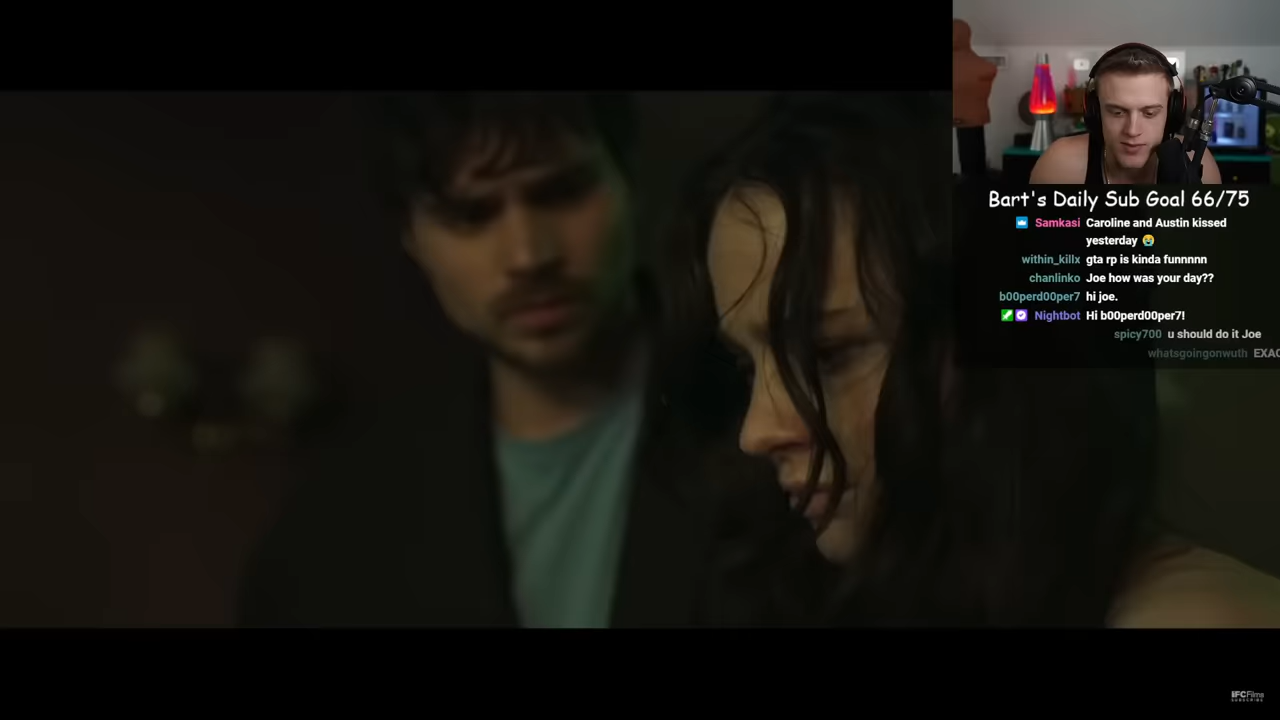 Bart's Daily Sub Goal 66/75
Samkasi Caroline and Austin kissed
yesterday 😭
within_killx gta rp is kinda funnnnn
chanlinko Joe how was your day??
b00perd00per7 hi joe.
Nightbot Hi b00perd00per7!
spicy700 u should do it Joe
whatsgoingonwuth EXAC
IFC Films
SUBSCRIBE